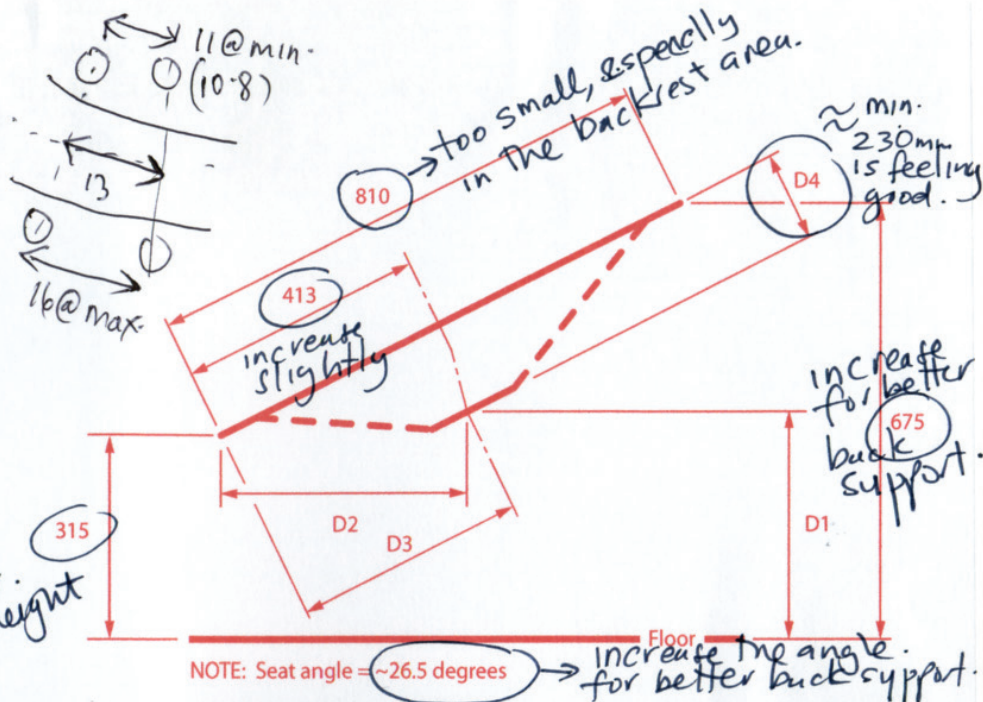 11@min.
(10.8)
13
16@max.
too small, especially
in the backrest area.
810
413
increase
slightly
≈ min.
230mm
is feeling
good.
D4
increase
for better
675
back
support.
D2
D3
D1
315
Height
Floor
NOTE: Seat angle = ~26.5 degrees
increase the angle.
for better back support.